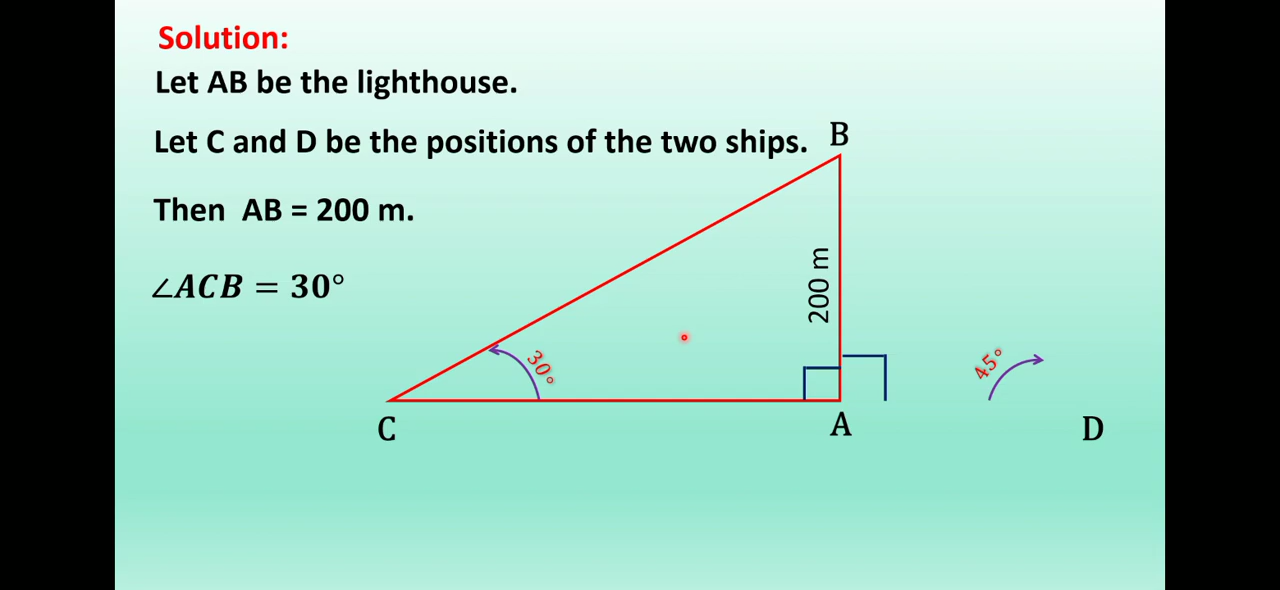 Solution:
Let AB be the lighthouse.
Let C and D be the positions of the two ships.
B
Then AB = 200 m.
∠ACB = 30°
200 m
30°
45°
C
A
D